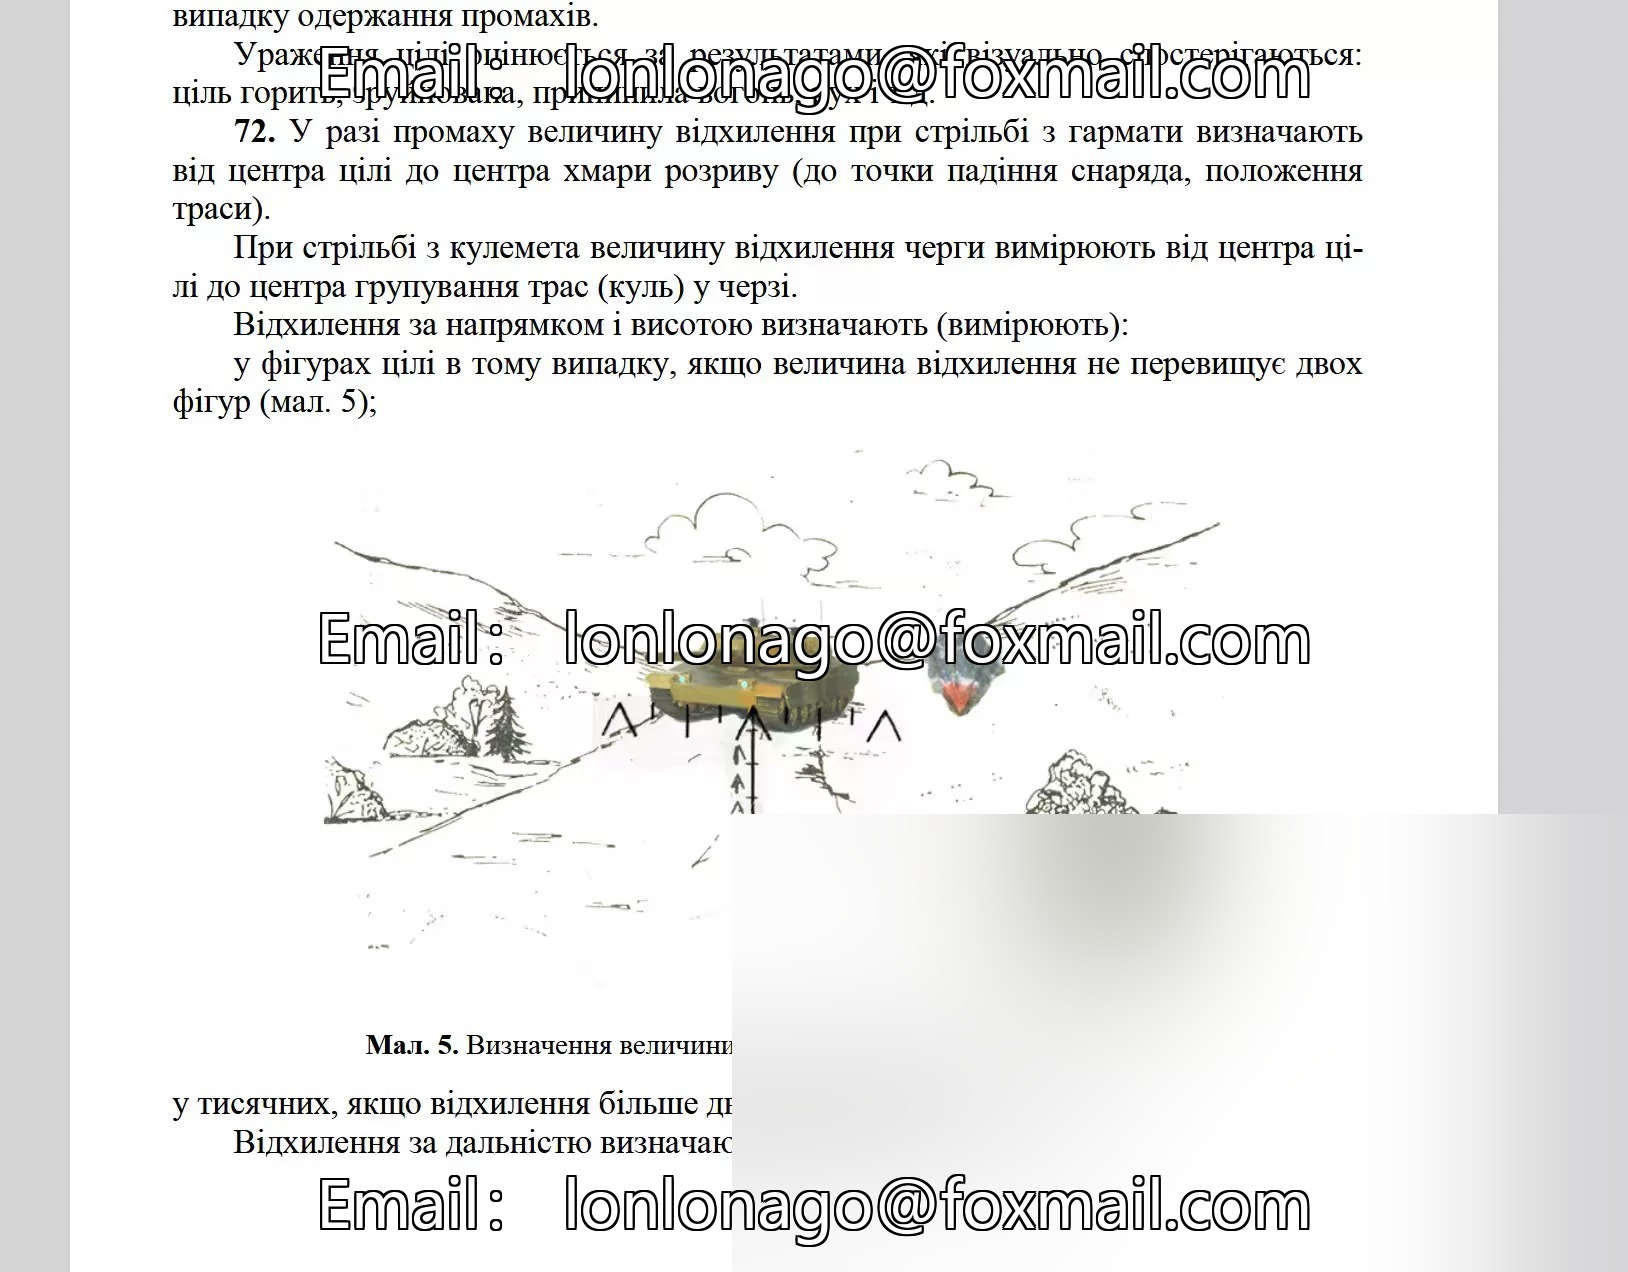 випадку одержання промахів.
Email： lonlonago@foxmail.com
Ураження цілі оцінюється за результатами, які візуально спостерігаються:
ціль горить, зруйнована, припинила вогонь, рух і т.д.
72. У разі промаху величину відхилення при стрільбі з гармати визначають
від центра цілі до центра хмари розриву (до точки падіння снаряда, положення
траси).
При стрільбі з кулемета величину відхилення черги вимірюють від центра ці-
лі до центра групування трас (куль) у черзі.
Відхилення за напрямком і висотою визначають (вимірюють):
у фігурах цілі в тому випадку, якщо величина відхилення не перевищує двох
фігур (мал. 5);
Email： lonlonago@foxmail.com
Мал. 5. Визначення величини
у тисячних, якщо відхилення більше дв
Відхилення за дальністю визначаю
Email： lonlonago@foxmail.com